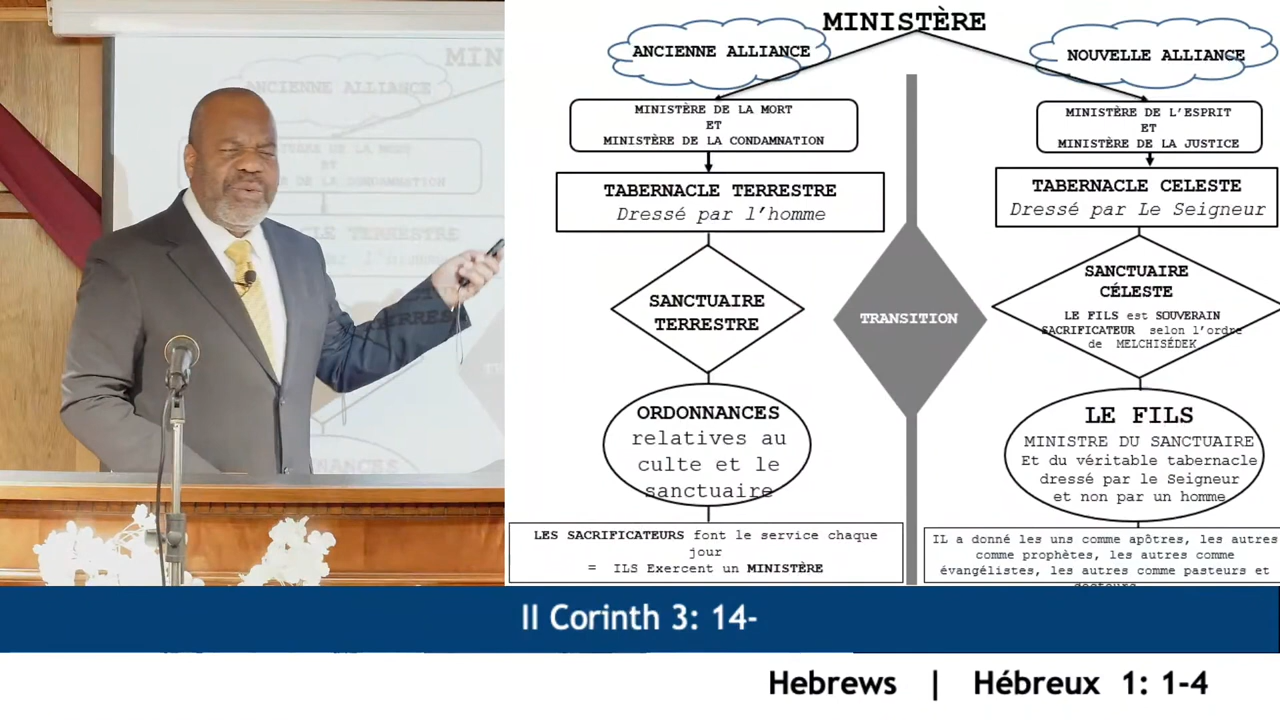 MINISTÈRE
ANCIENNE ALLIANCE
MINISTÈRE DE LA MORT
ET
MINISTÈRE DE LA CONDAMNATION
TABERNACLE TERRESTRE
Dressé par l'homme
SANCTUAIRE
TERRESTRE
ORDONNANCES
relatives au
culte et le
sanctuaire
LES SACRIFICATEURS font le service chaque
jour
= ILS Exercent un MINISTÈRE
TRANSITION
NOUVELLE ALLIANCE
MINISTÈRE DE L'ESPRIT
ET
MINISTÈRE DE LA JUSTICE
TABERNACLE CELESTE
Dressé par Le Seigneur
SANCTUAIRE
CÉLESTE
LE FILS est SOUVERAIN
SACRIFICATEUR selon l'ordre
de MELCHISÉDEK
LE FILS
MINISTRE DU SANCTUAIRE
Et du véritable tabernacle
dressé par le Seigneur
et non par un homme
IL a donné les uns comme apôtres, les autres
comme prophètes, les autres comme
évangélistes, les autres comme pasteurs et
docteurs
MIN
ANCIENNE ALLIANCE
II Corinth 3: 14-
Hebrews | Hébreux 1: 1-4